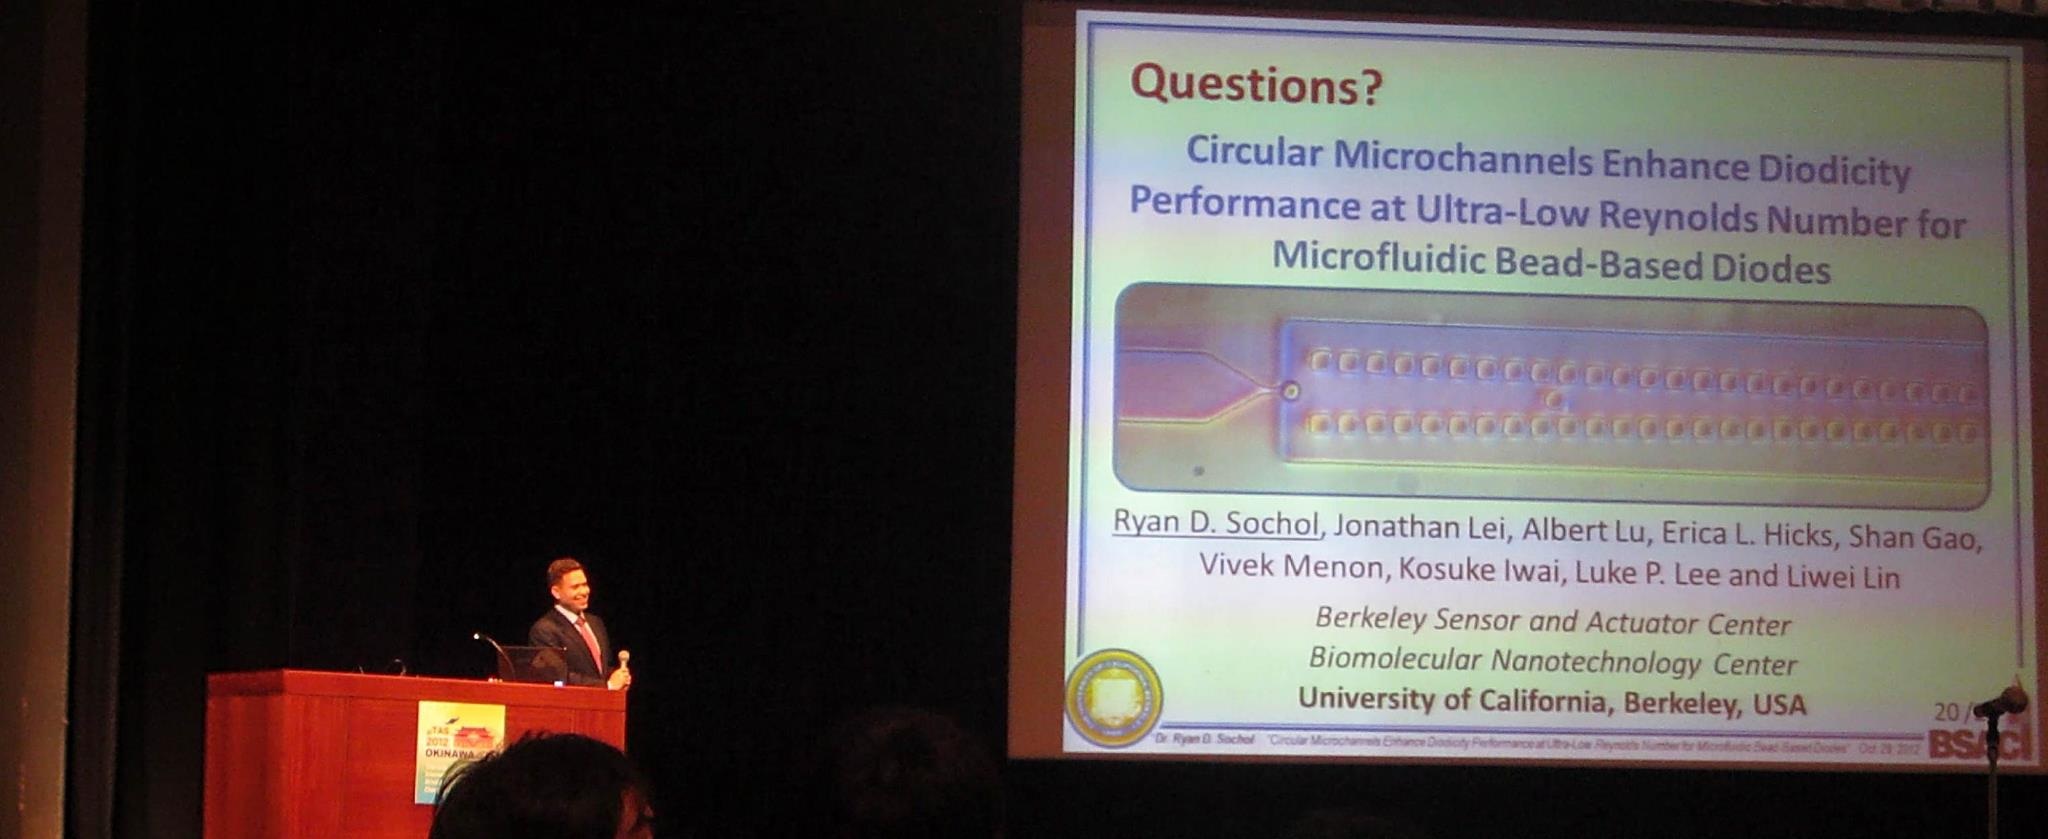 Questions?
Circular Microchannels Enhance Diodicity
Performance at Ultra-Low Reynolds Number for
Microfluidic Bead-Based Diodes
Ryan D. Sochol, Jonathan Lei, Albert Lu, Erica L. Hicks, Shan Gao,
Vivek Menon, Kosuke Iwai, Luke P. Lee and Liwei Lin
Berkeley Sensor and Actuator Center
Biomolecular Nanotechnology Center
University of California, Berkeley, USA
20 /
Dr. Ryan D. Sochol "Circular Microchannels Enhance Diodicity Performance at Ultra-Low Reynolds Number for Microfluidic Bead-Based Diodes" Oct. 29, 2012
BSAC
µTAS
2012
OKINAWA